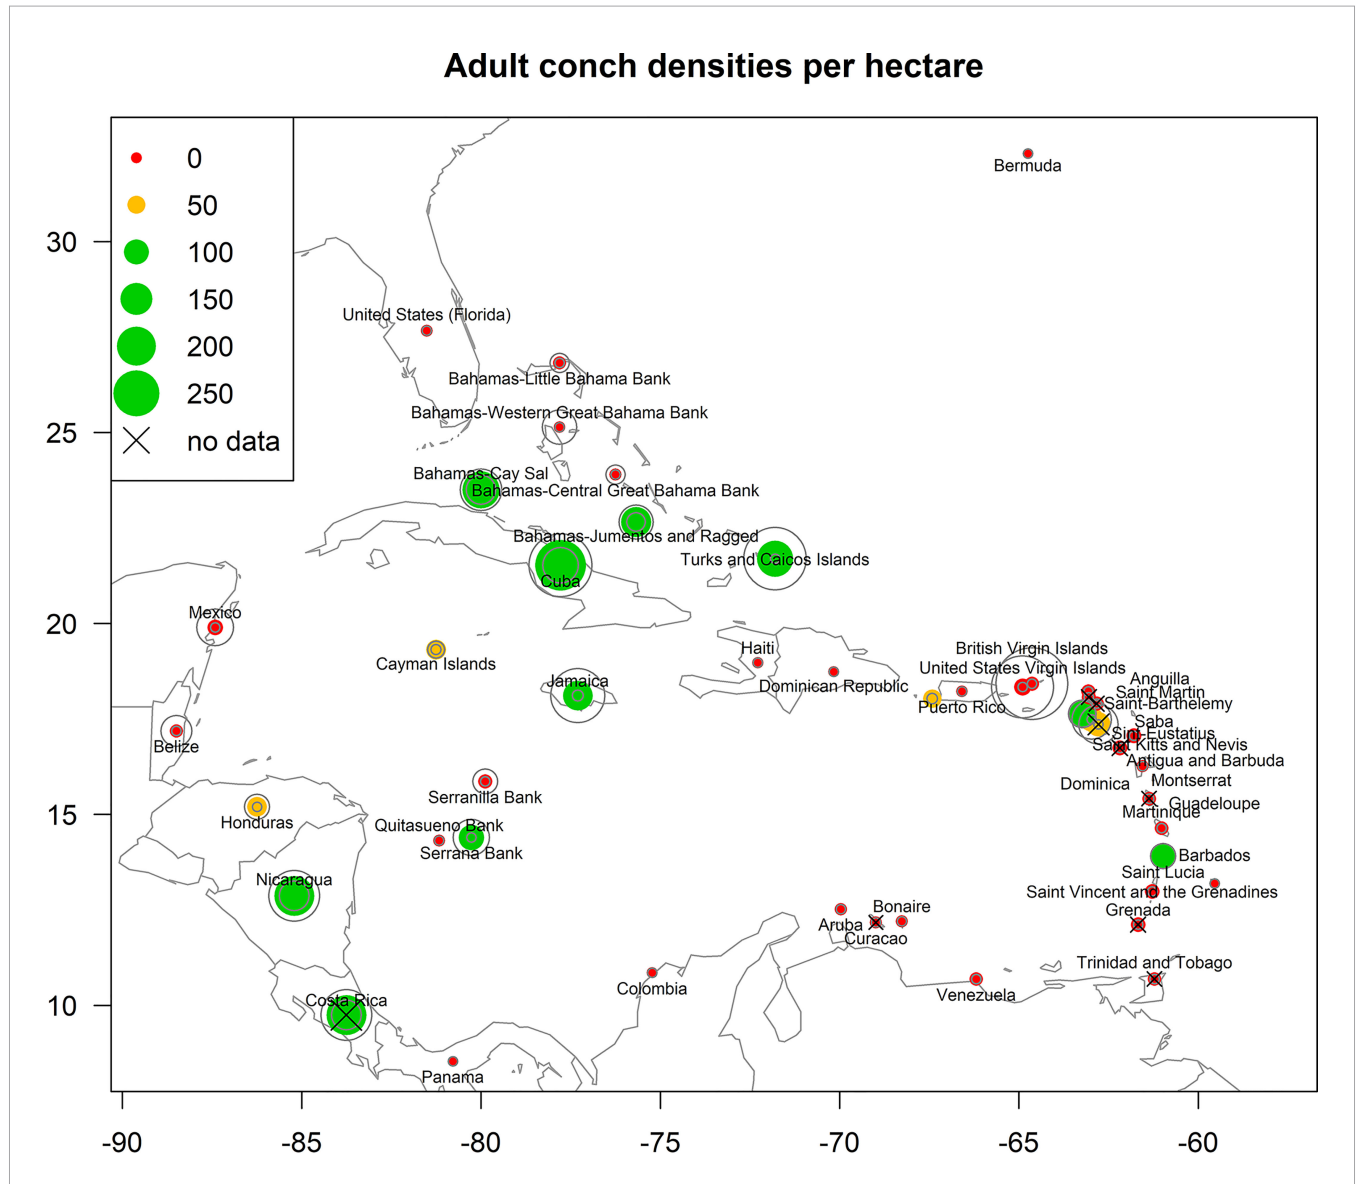 Adult conch densities per hectare
0
50
100
150
200
250
no data
30
25
20
15
10
-90
-85
-80
-75
-70
-65
-60
Bermuda
United States (Florida)
Bahamas-Little Bahama Bank
Bahamas-Western Great Bahama Bank
Bahamas-Cay Sal
Bahamas-Central Great Bahama Bank
Bahamas-Jumentos and Ragged
Turks and Caicos Islands
Cuba
Mexico
Cayman Islands
Haiti
British Virgin Islands
United States Virgin Islands
Jamaica
Dominican Republic
Puerto Rico
Anguilla
Saint Martin
Saint-Barthelemy
Saba
Sint-Eustatius
Saint Kitts and Nevis
Antigua and Barbuda
Belize
Dominica
Montserrat
Serranilla Bank
Guadeloupe
Martinique
Honduras
Quitasueno Bank
Serrana Bank
Barbados
Saint Lucia
Nicaragua
Saint Vincent and the Grenadines
Bonaire
Grenada
Aruba
Curacao
Trinidad and Tobago
Colombia
Venezuela
Costa Rica
Panama